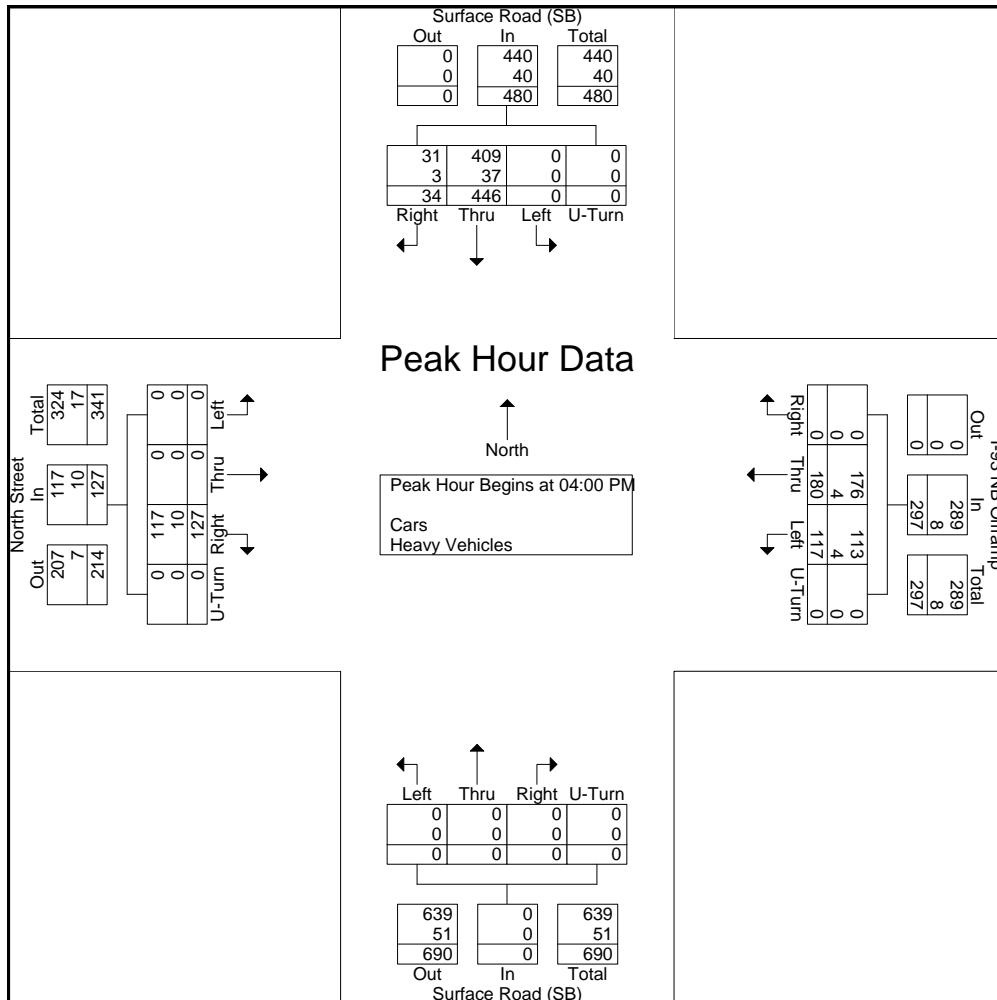 Surface Road (SB)
Out In Total
0 440 440
0 40 40
0 480 480
31 409 0 0
3 37 0 0
34 446 0 0
Right Thru Left U-Turn
Peak Hour Data
North
Peak Hour Begins at 04:00 PM
Cars
Heavy Vehicles
North Street
Out In Total
207 117 324
7 10 17
214 127 341
U-Turn Right Thru Left
0 117 0 0
0 10 0 0
0 127 0 0
Out In Total
0 289 289
0 8 8
0 297 297
0 176 113 0
0 4 4 0
0 180 117 0
Right Thru Left U-Turn
Left Thru Right U-Turn
0 0 0 0
0 0 0 0
0 0 0 0
639 0 639
51 0 51
690 0 690
Out In Total
Surface Road (SB)